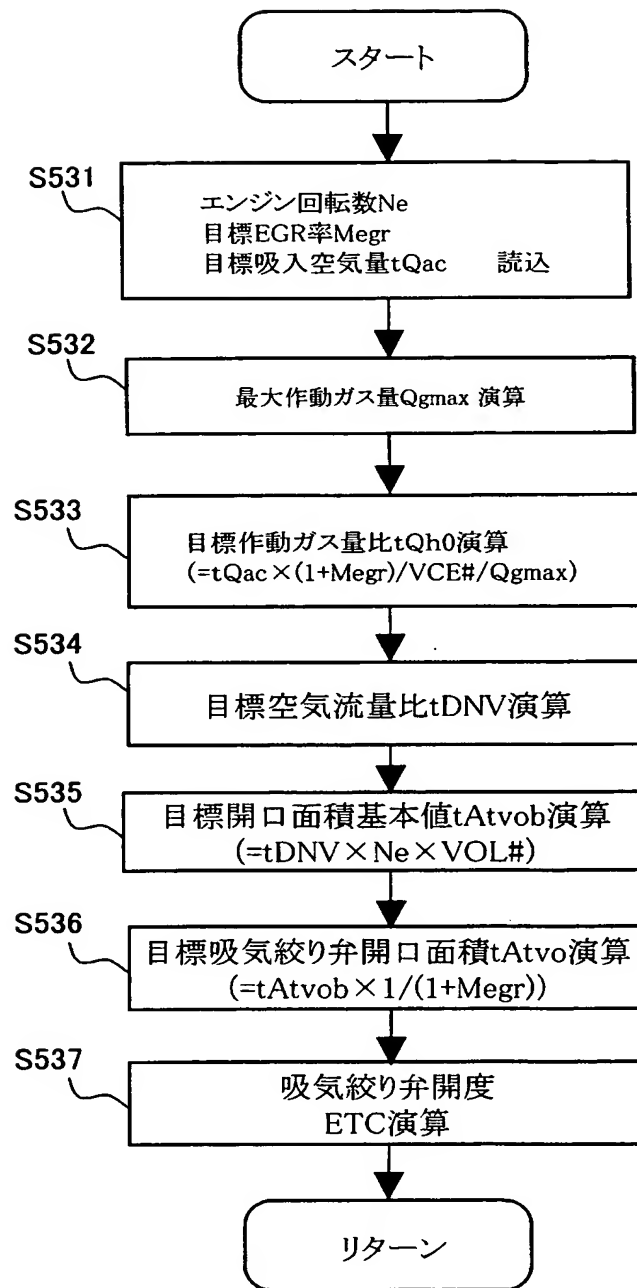 スタート
S531
エンジン回転数Ne
目標EGR率Megr
目標吸入空気量tQac 読込
S532
最大作動ガス量Qgmax 演算
S533
目標作動ガス量比tQh0演算
(=tQac×(1+Megr)/VCE#/Qgmax)
S534
目標空気流量比tDNV演算
S535
目標開口面積基本値tAtvob演算
(=tDNV×Ne×VOL#)
S536
目標吸気絞り弁開口面積tAtvo演算
(=tAtvob×1/(1+Megr))
S537
吸気絞り弁開度
ETC演算
リターン